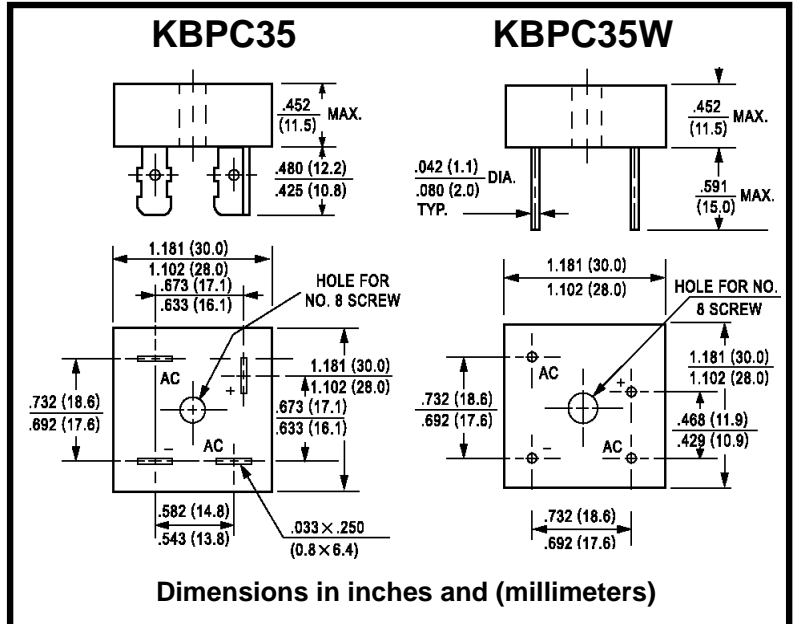 KBPC35
.452
(11.5)
MAX.
.480 (12.2)
.425 (10.8)
1.181 (30.0)
1.102 (28.0)
.673 (17.1)
.633 (16.1)
HOLE FOR
NO. 8 SCREW
AC
+
1.181 (30.0)
1.102 (28.0)
.732 (18.6)
.692 (17.6)
.673 (17.1)
.633 (16.1)
–
AC
.582 (14.8)
.543 (13.8)
.033 × .250
(0.8 × 6.4)
KBPC35W
.452
(11.5)
MAX.
.042 (1.1)
.080 (2.0)
DIA.
TYP.
.591
(15.0)
MAX.
1.181 (30.0)
1.102 (28.0)
HOLE FOR NO.
8 SCREW
AC
+
1.181 (30.0)
1.102 (28.0)
.732 (18.6)
.692 (17.6)
.468 (11.9)
.429 (10.9)
–
AC
.732 (18.6)
.692 (17.6)
Dimensions in inches and (millimeters)